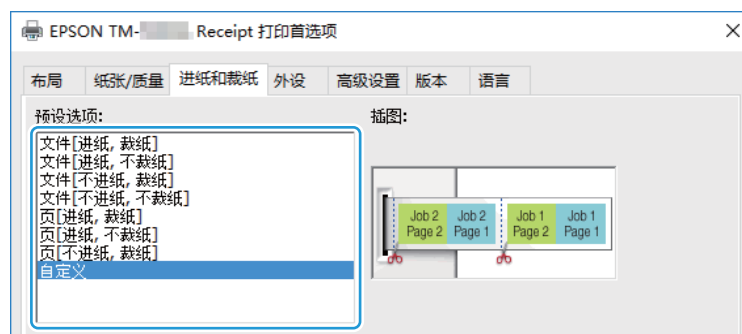 EPSON TM- Receipt 打印首选项
布局 纸张/质量 进纸和裁纸 外设 高级设置 版本 语言
预设选项:
文件[进纸, 裁纸]
文件[进纸, 不裁纸]
文件[不进纸, 裁纸]
文件[不进纸, 不裁纸]
页[进纸, 裁纸]
页[进纸, 不裁纸]
页[不进纸, 裁纸]
自定义
插图:
Job 2 Job 2 Job 1 Job 1
Page 2 Page 1 Page 2 Page 1